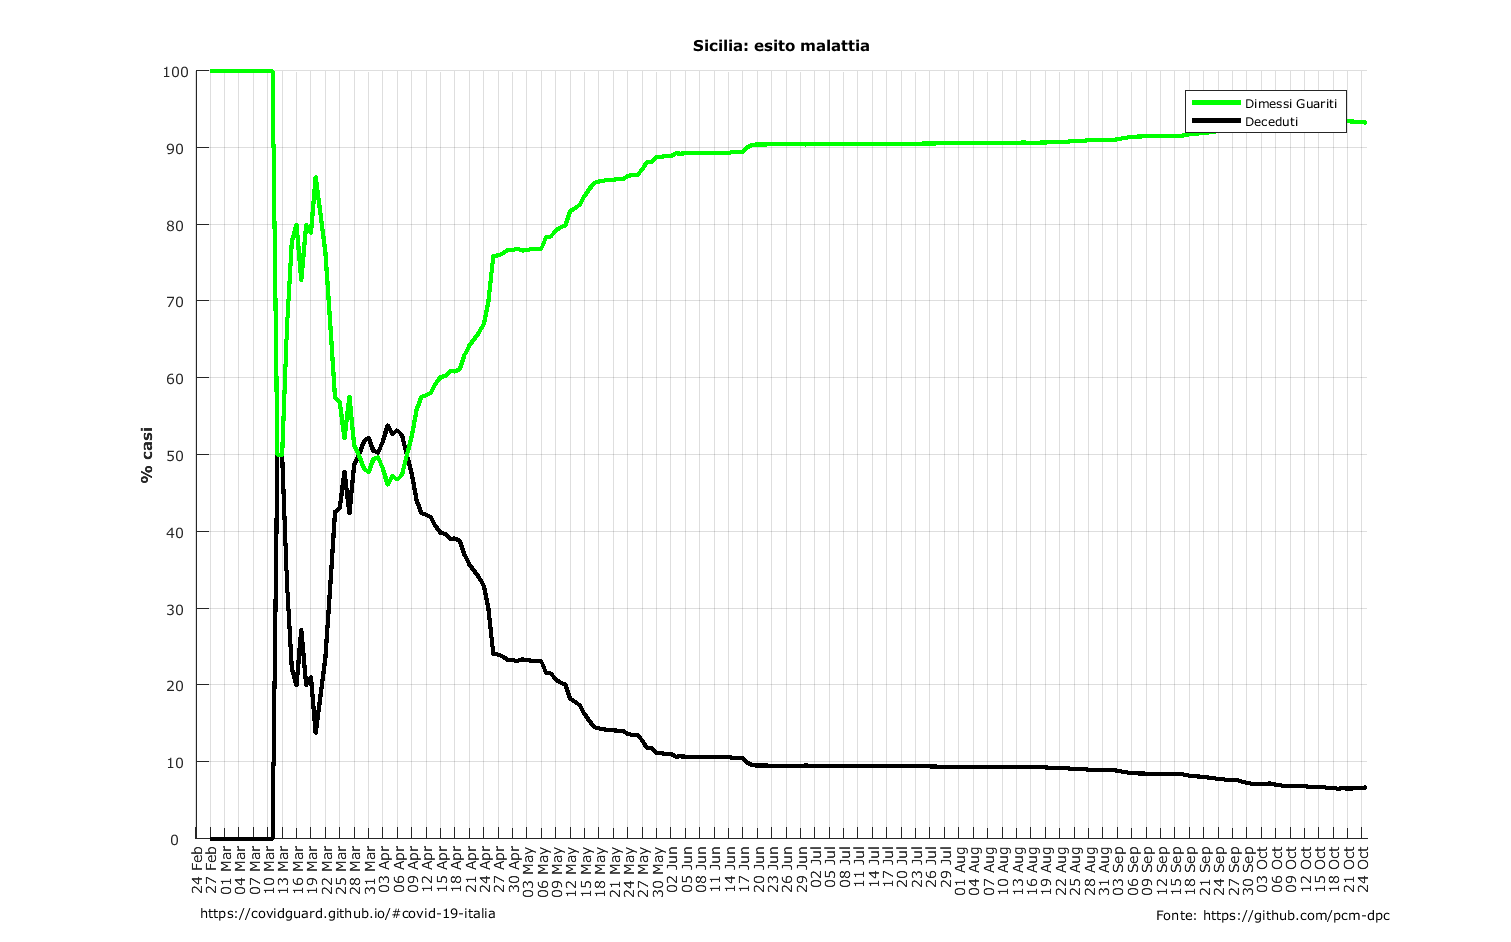 Sicilia: esito malattia
Dimessi Guariti
Deceduti
% casi
100
90
80
70
60
50
40
30
20
10
0
24 Feb
27 Feb
01 Mar
04 Mar
07 Mar
10 Mar
13 Mar
16 Mar
19 Mar
22 Mar
25 Mar
28 Mar
31 Mar
03 Apr
06 Apr
09 Apr
12 Apr
15 Apr
18 Apr
21 Apr
24 Apr
27 Apr
30 Apr
03 May
06 May
09 May
12 May
15 May
18 May
21 May
24 May
27 May
30 May
02 Jun
05 Jun
08 Jun
11 Jun
14 Jun
17 Jun
20 Jun
23 Jun
26 Jun
29 Jun
02 Jul
05 Jul
08 Jul
11 Jul
14 Jul
17 Jul
20 Jul
23 Jul
26 Jul
29 Jul
01 Aug
04 Aug
07 Aug
10 Aug
13 Aug
16 Aug
19 Aug
22 Aug
25 Aug
28 Aug
31 Aug
03 Sep
06 Sep
09 Sep
12 Sep
15 Sep
18 Sep
21 Sep
24 Sep
27 Sep
30 Sep
03 Oct
06 Oct
09 Oct
12 Oct
15 Oct
18 Oct
21 Oct
24 Oct
https://covidguard.github.io/#covid-19-italia
Fonte: https://github.com/pcm-dpc